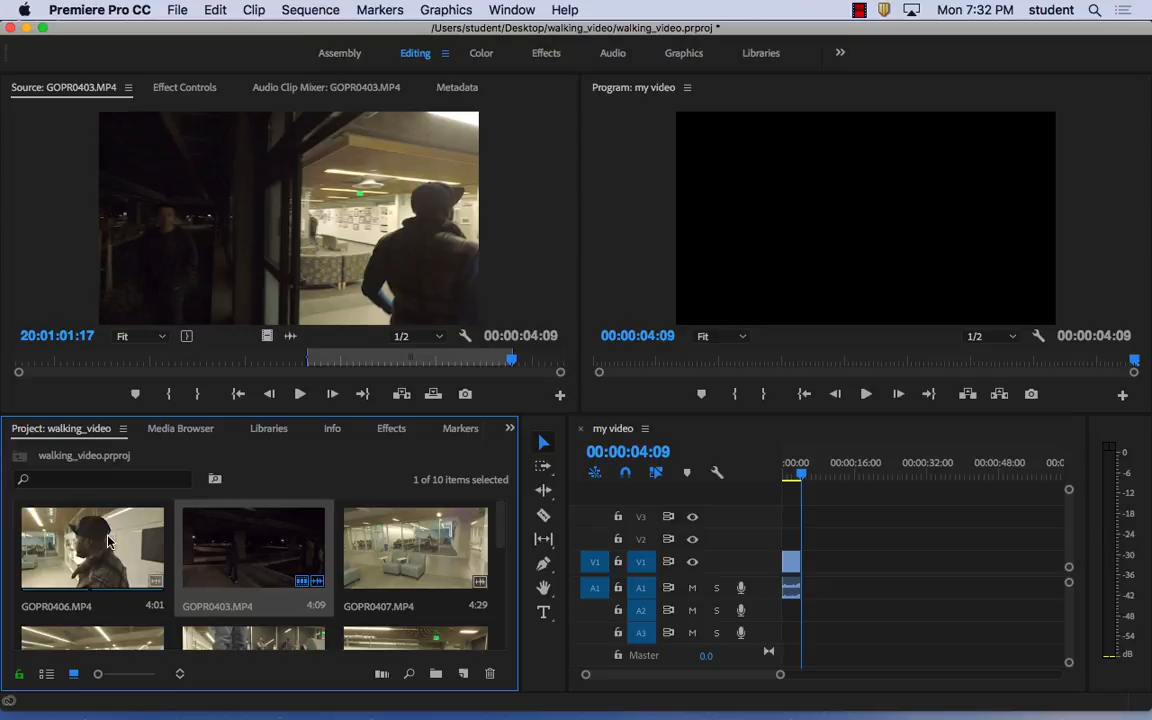 Premiere Pro CC File Edit Clip Sequence Markers Graphics Window Help Mon 7:32 PM student
/Users/student/Desktop/walking_video/walking_video.prproj *
Assembly Editing Color Effects Audio Graphics Libraries
Source: GOPR0403.MP4 Effect Controls Audio Clip Mixer: GOPR0403.MP4 Metadata
Program: my video
20:01:01:17 Fit 1/2 00:00:04:09
00:00:04:09 Fit 1/2 00:00:04:09
Project: walking_video Media Browser Libraries Info Effects Markers
my video
walking_video.prproj
00:00:04:09
1 of 10 items selected
:00:00 00:00:16:00 00:00:32:00 00:00:48:00 00:0
V3
V2
V1 V1
A1 A1 M S
A2 M S
A3 M S
Master 0.0
GOPR0406.MP4 4:01 GOPR0403.MP4 4:09 GOPR0407.MP4 4:29
0
-6
-12
-18
-24
-30
-36
-42
-48
-54
dB